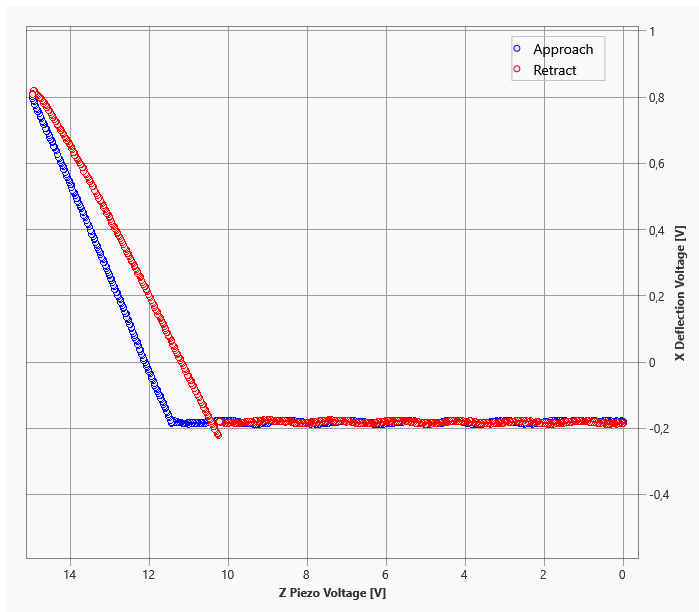 Approach
Retract
1
0,8
0,6
0,4
0,2
0
-0,2
-0,4
X Deflection Voltage [V]
14 12 10 8 6 4 2 0
Z Piezo Voltage [V]